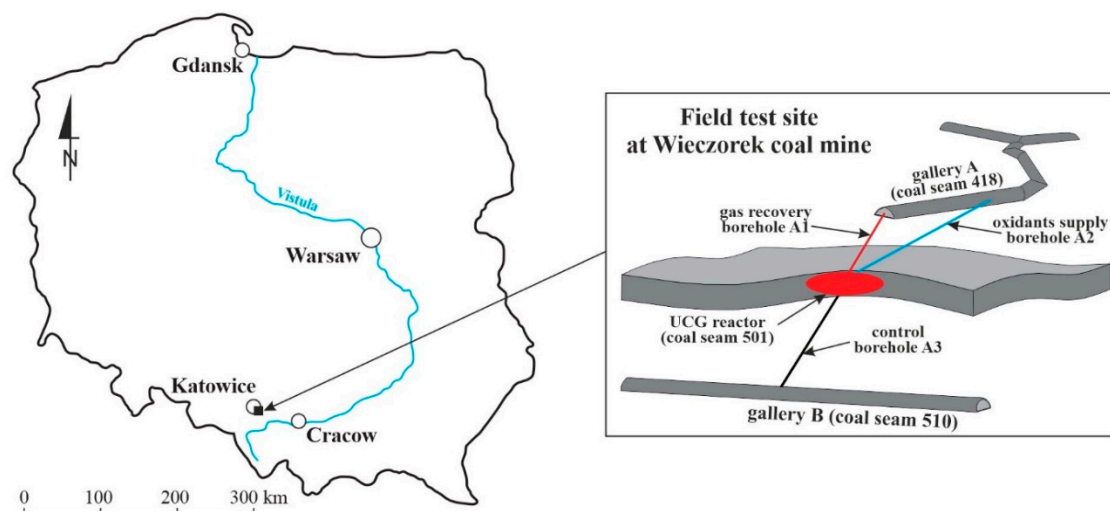 Gdansk
N
Vistula
Warsaw
Katowice
Cracow
0 100 200 300 km
Field test site
at Wieczorek coal mine
gallery A
(coal seam 418)
gas recovery
borehole A1
oxidants supply
borehole A2
UCG reactor
(coal seam 501)
control
borehole A3
gallery B (coal seam 510)